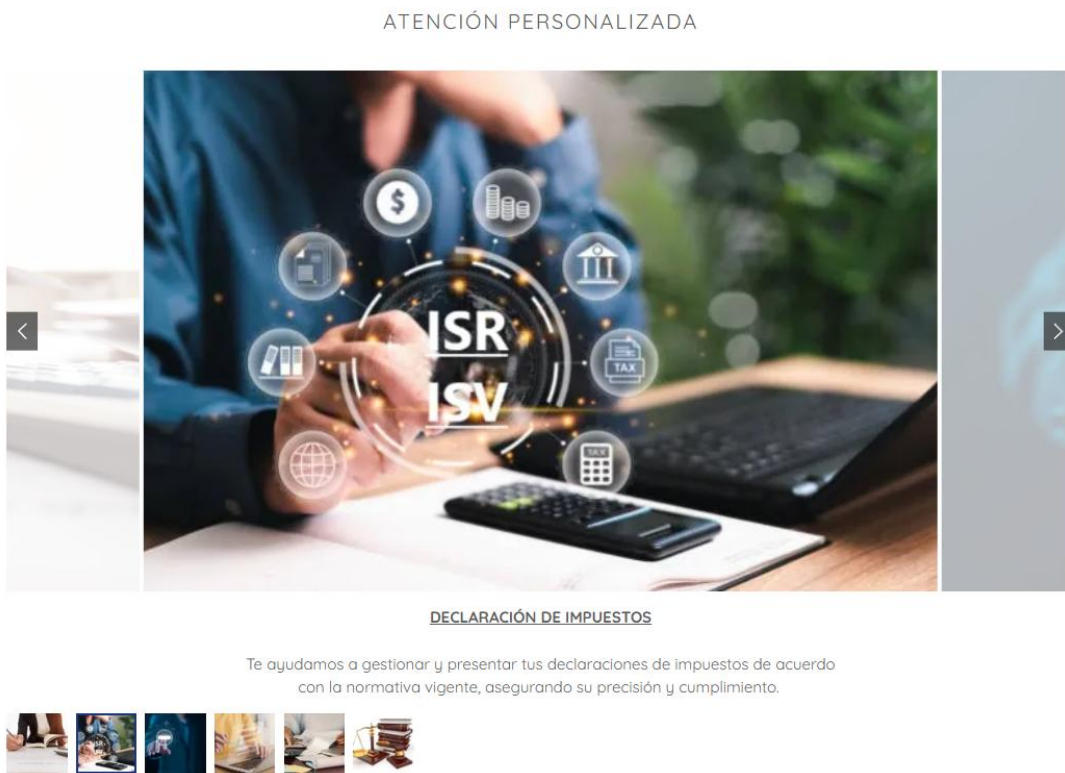 ATENCIÓN PERSONALIZADA
ISR
ISV
TAX
TAX
DECLARACIÓN DE IMPUESTOS
Te ayudamos a gestionar y presentar tus declaraciones de impuestos de acuerdo
con la normativa vigente, asegurando su precisión y cumplimiento.